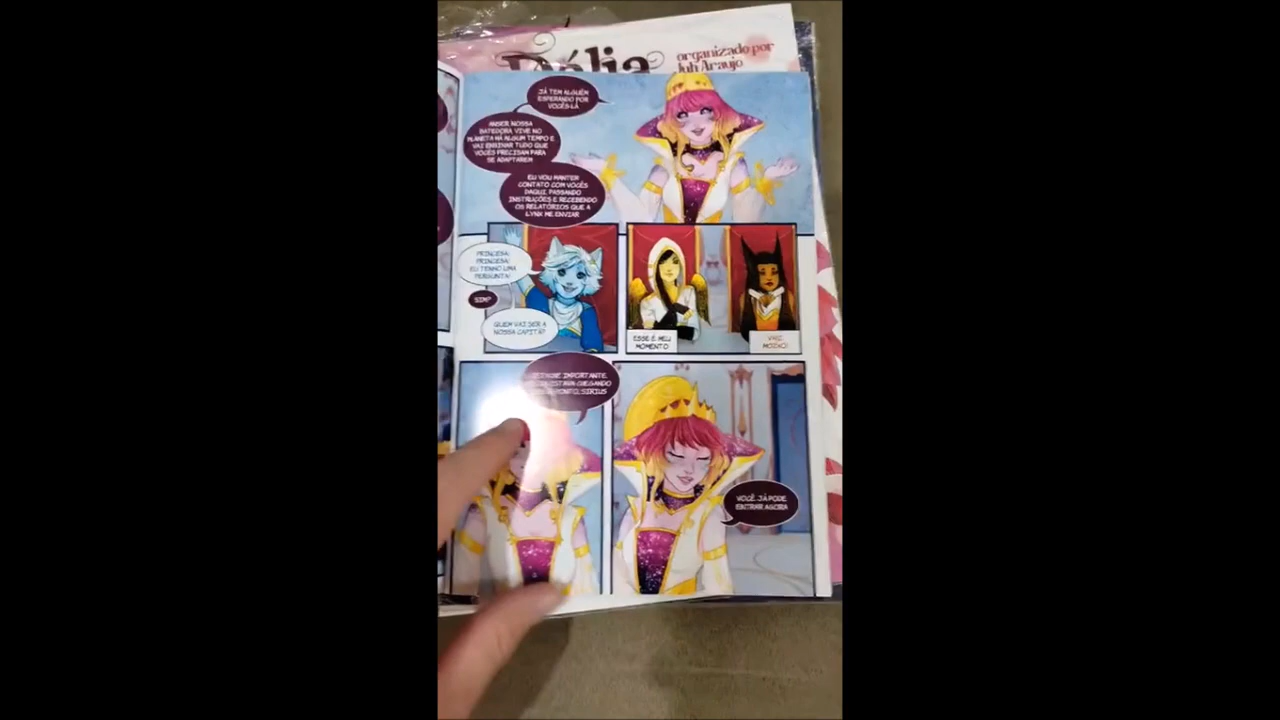 Dália
organizado por
Juh Araujo
JÁ TEM ALGUÉM
ESPERANDO POR
VOCÊS LÁ
ANSER, NOSSA
BATEDORA, VIVE NO
PLANETA HÁ ALGUM TEMPO E
VAI ENSINAR TUDO QUE
VOCÊS PRECISAM PARA
SE ADAPTAREM
EU VOU MANTER
CONTATO COM VOCÊS
DAQUI, PASSANDO
INSTRUÇÕES E RECEBENDO
OS RELATÓRIOS QUE A
LYNX ME ENVIAR
PRINCESA!
PRINCESA!
EU TENHO UMA
PERGUNTA!
SIM?
QUEM VAI SER A
NOSSA CAPITÃ?
ESSE É MEU
MOMENTO!
IMPORTANTE.
CHEGANDO
SIRIUS
VOCÊ JÁ PODE
ENTRAR AGORA